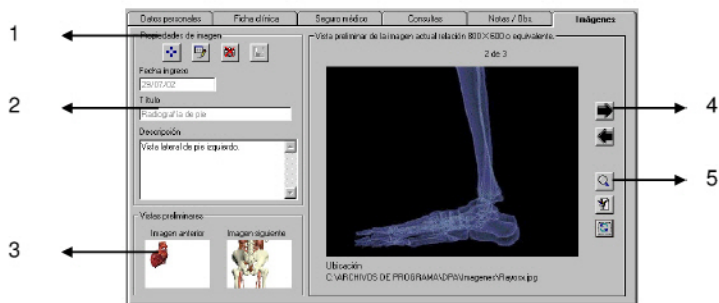 Datos personales
Ficha clínica
Seguro médico
Consultas
Notas / Obs.
Imágenes
1
Propiedades de imagen
Vista preliminar de la imagen actual relación 800X600 o equivalente.
2 de 3
Fecha ingreso
29/07/02
2
Título
Radiografía de pie
4
Descripción
Vista lateral de pie izquierdo.
5
Vistas preliminares
3
Imagen anterior
Imagen siguiente
Ubicación
C:\ARCHIVOS DE PROGRAMA\DPA\Imagenes\Rayosx.jpg